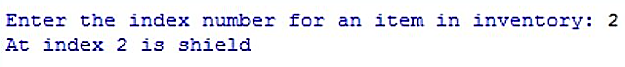 Enter the index number for an item in inventory: 2
At index 2 is shield